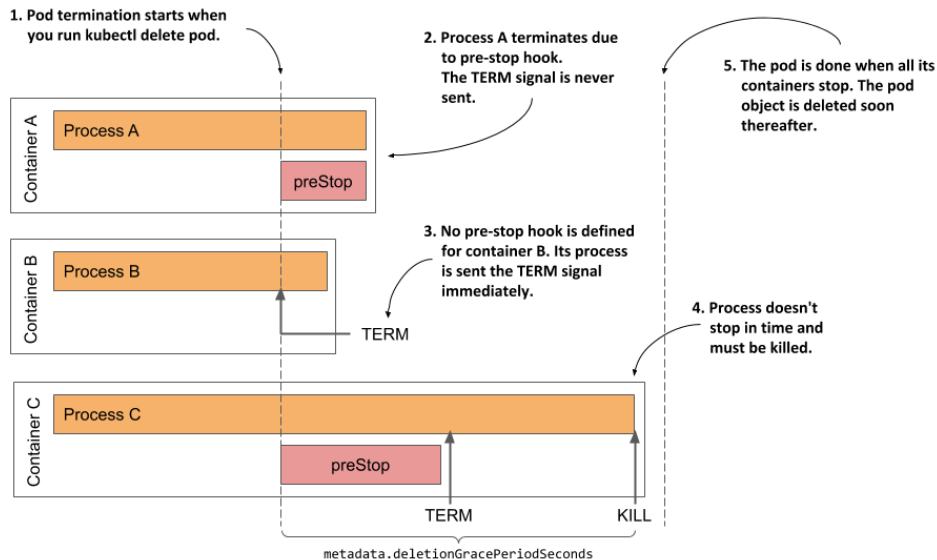 1. Pod termination starts when
you run kubectl delete pod.
2. Process A terminates due
to pre-stop hook.
The TERM signal is never
sent.
5. The pod is done when all its
containers stop. The pod
object is deleted soon
thereafter.
Container A
Process A
preStop
3. No pre-stop hook is defined
for container B. Its process
is sent the TERM signal
immediately.
Container B
Process B
TERM
4. Process doesn't
stop in time and
must be killed.
Container C
Process C
preStop
TERM
KILL
metadata.deletionGracePeriodSeconds